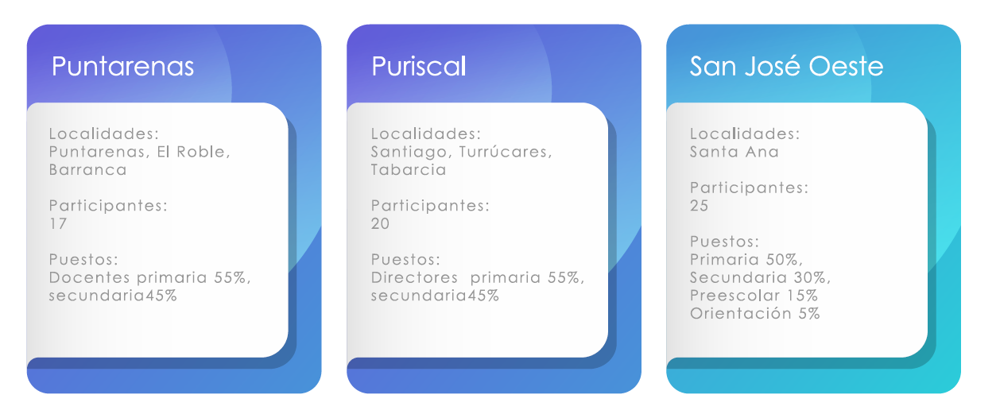 Puntarenas
Localidades:
Puntarenas, El Roble,
Barranca
Participantes:
17
Puestos:
Docentes primaria 55%,
secundaria45%
Puriscal
Localidades:
Santiago, Turrúcares,
Tabarcia
Participantes:
20
Puestos:
Directores  primaria 55%,
secundaria45%
San José Oeste
Localidades:
Santa Ana
Participantes:
25
Puestos:
Primaria 50%,
Secundaria 30%,
Preescolar 15%
Orientación 5%